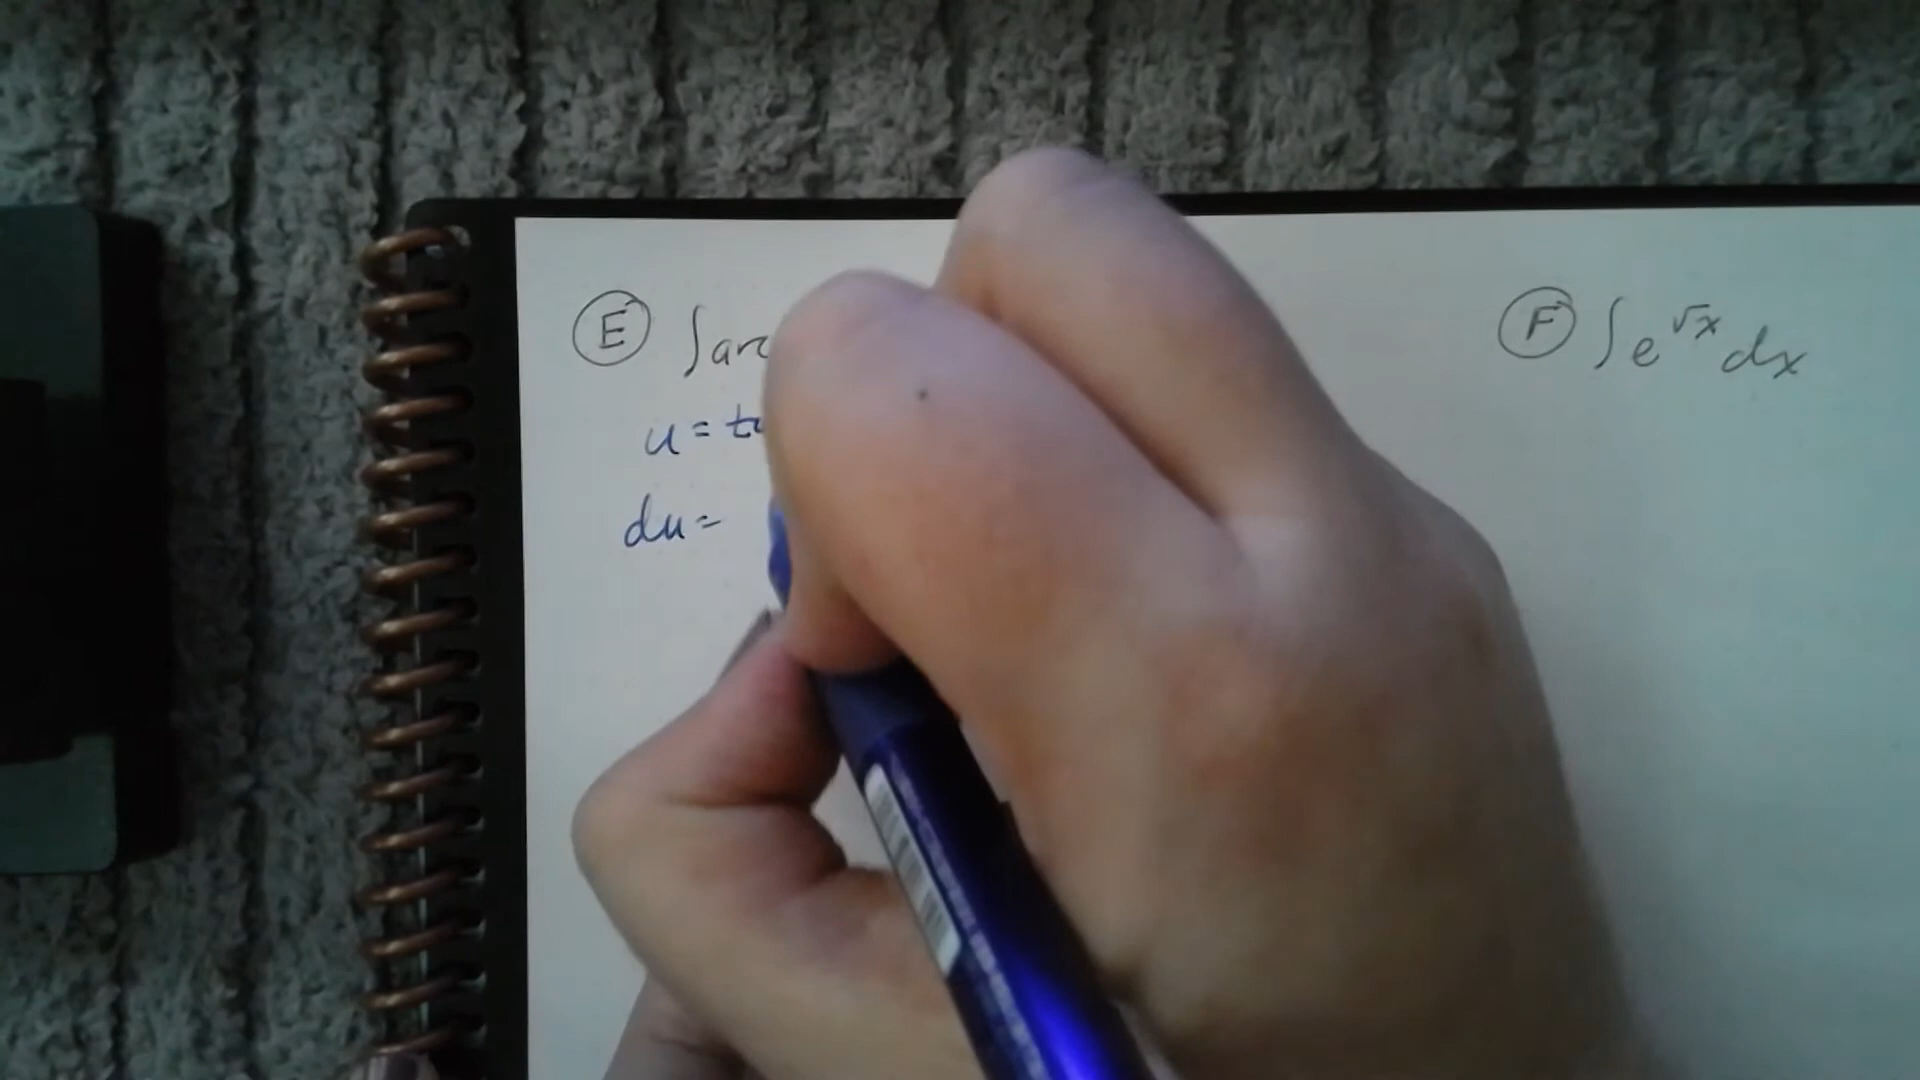 Ⓔ ∫arc
u = ta
du =
Ⓕ ∫e^√x dx